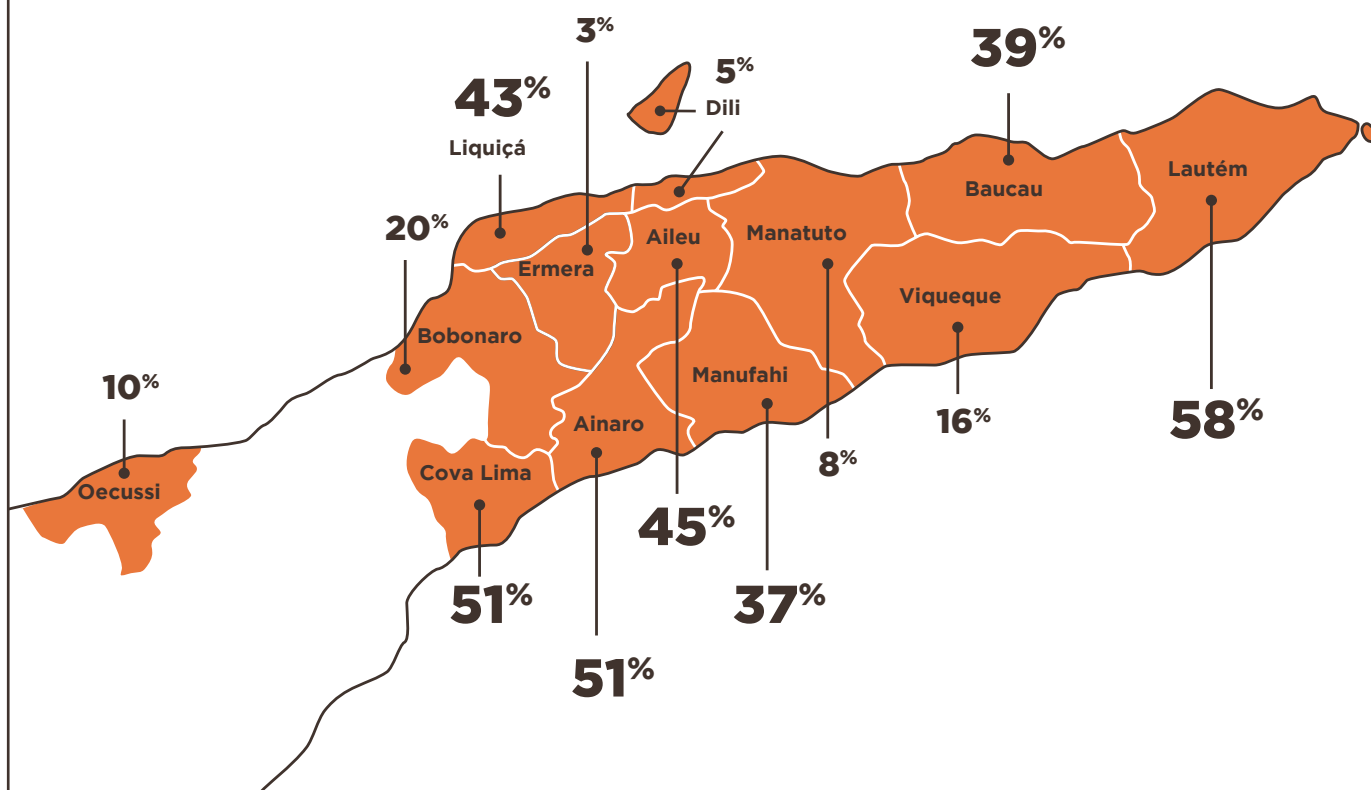 3%
39%
5%
43%
Dili
Liquiçá
Lautém
Baucau
20%
Aileu
Manatuto
Ermera
Viqueque
Bobonaro
Manufahi
10%
58%
16%
Ainaro
8%
Cova Lima
Oecussi
45%
51%
37%
51%